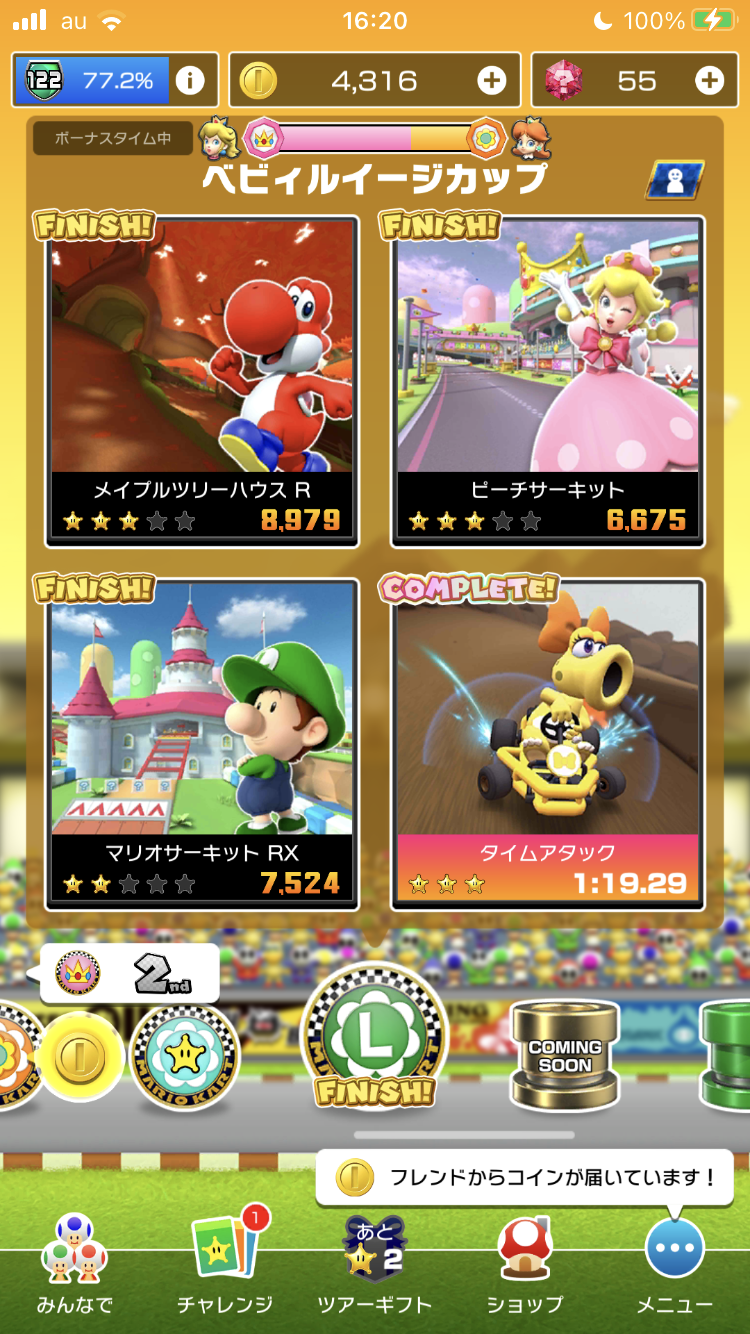 au
16:20
100%
122
77.2%
i
4,316
+
?
55
+
ボーナスタイム中
ベビィルイージカップ
FINISH!
FINISH!
メイプルツリーハウス R
8,979
ピーチサーキット
6,675
FINISH!
COMPLETE!
マリオサーキット RX
7,524
タイムアタック
1:19.29
MARIO KART
2nd
MARIO KART
L
MARIO KART
FINISH!
COMING
SOON
フレンドからコインが届いています！
1
あと
2
みんなで
チャレンジ
ツアーギフト
ショップ
メニュー